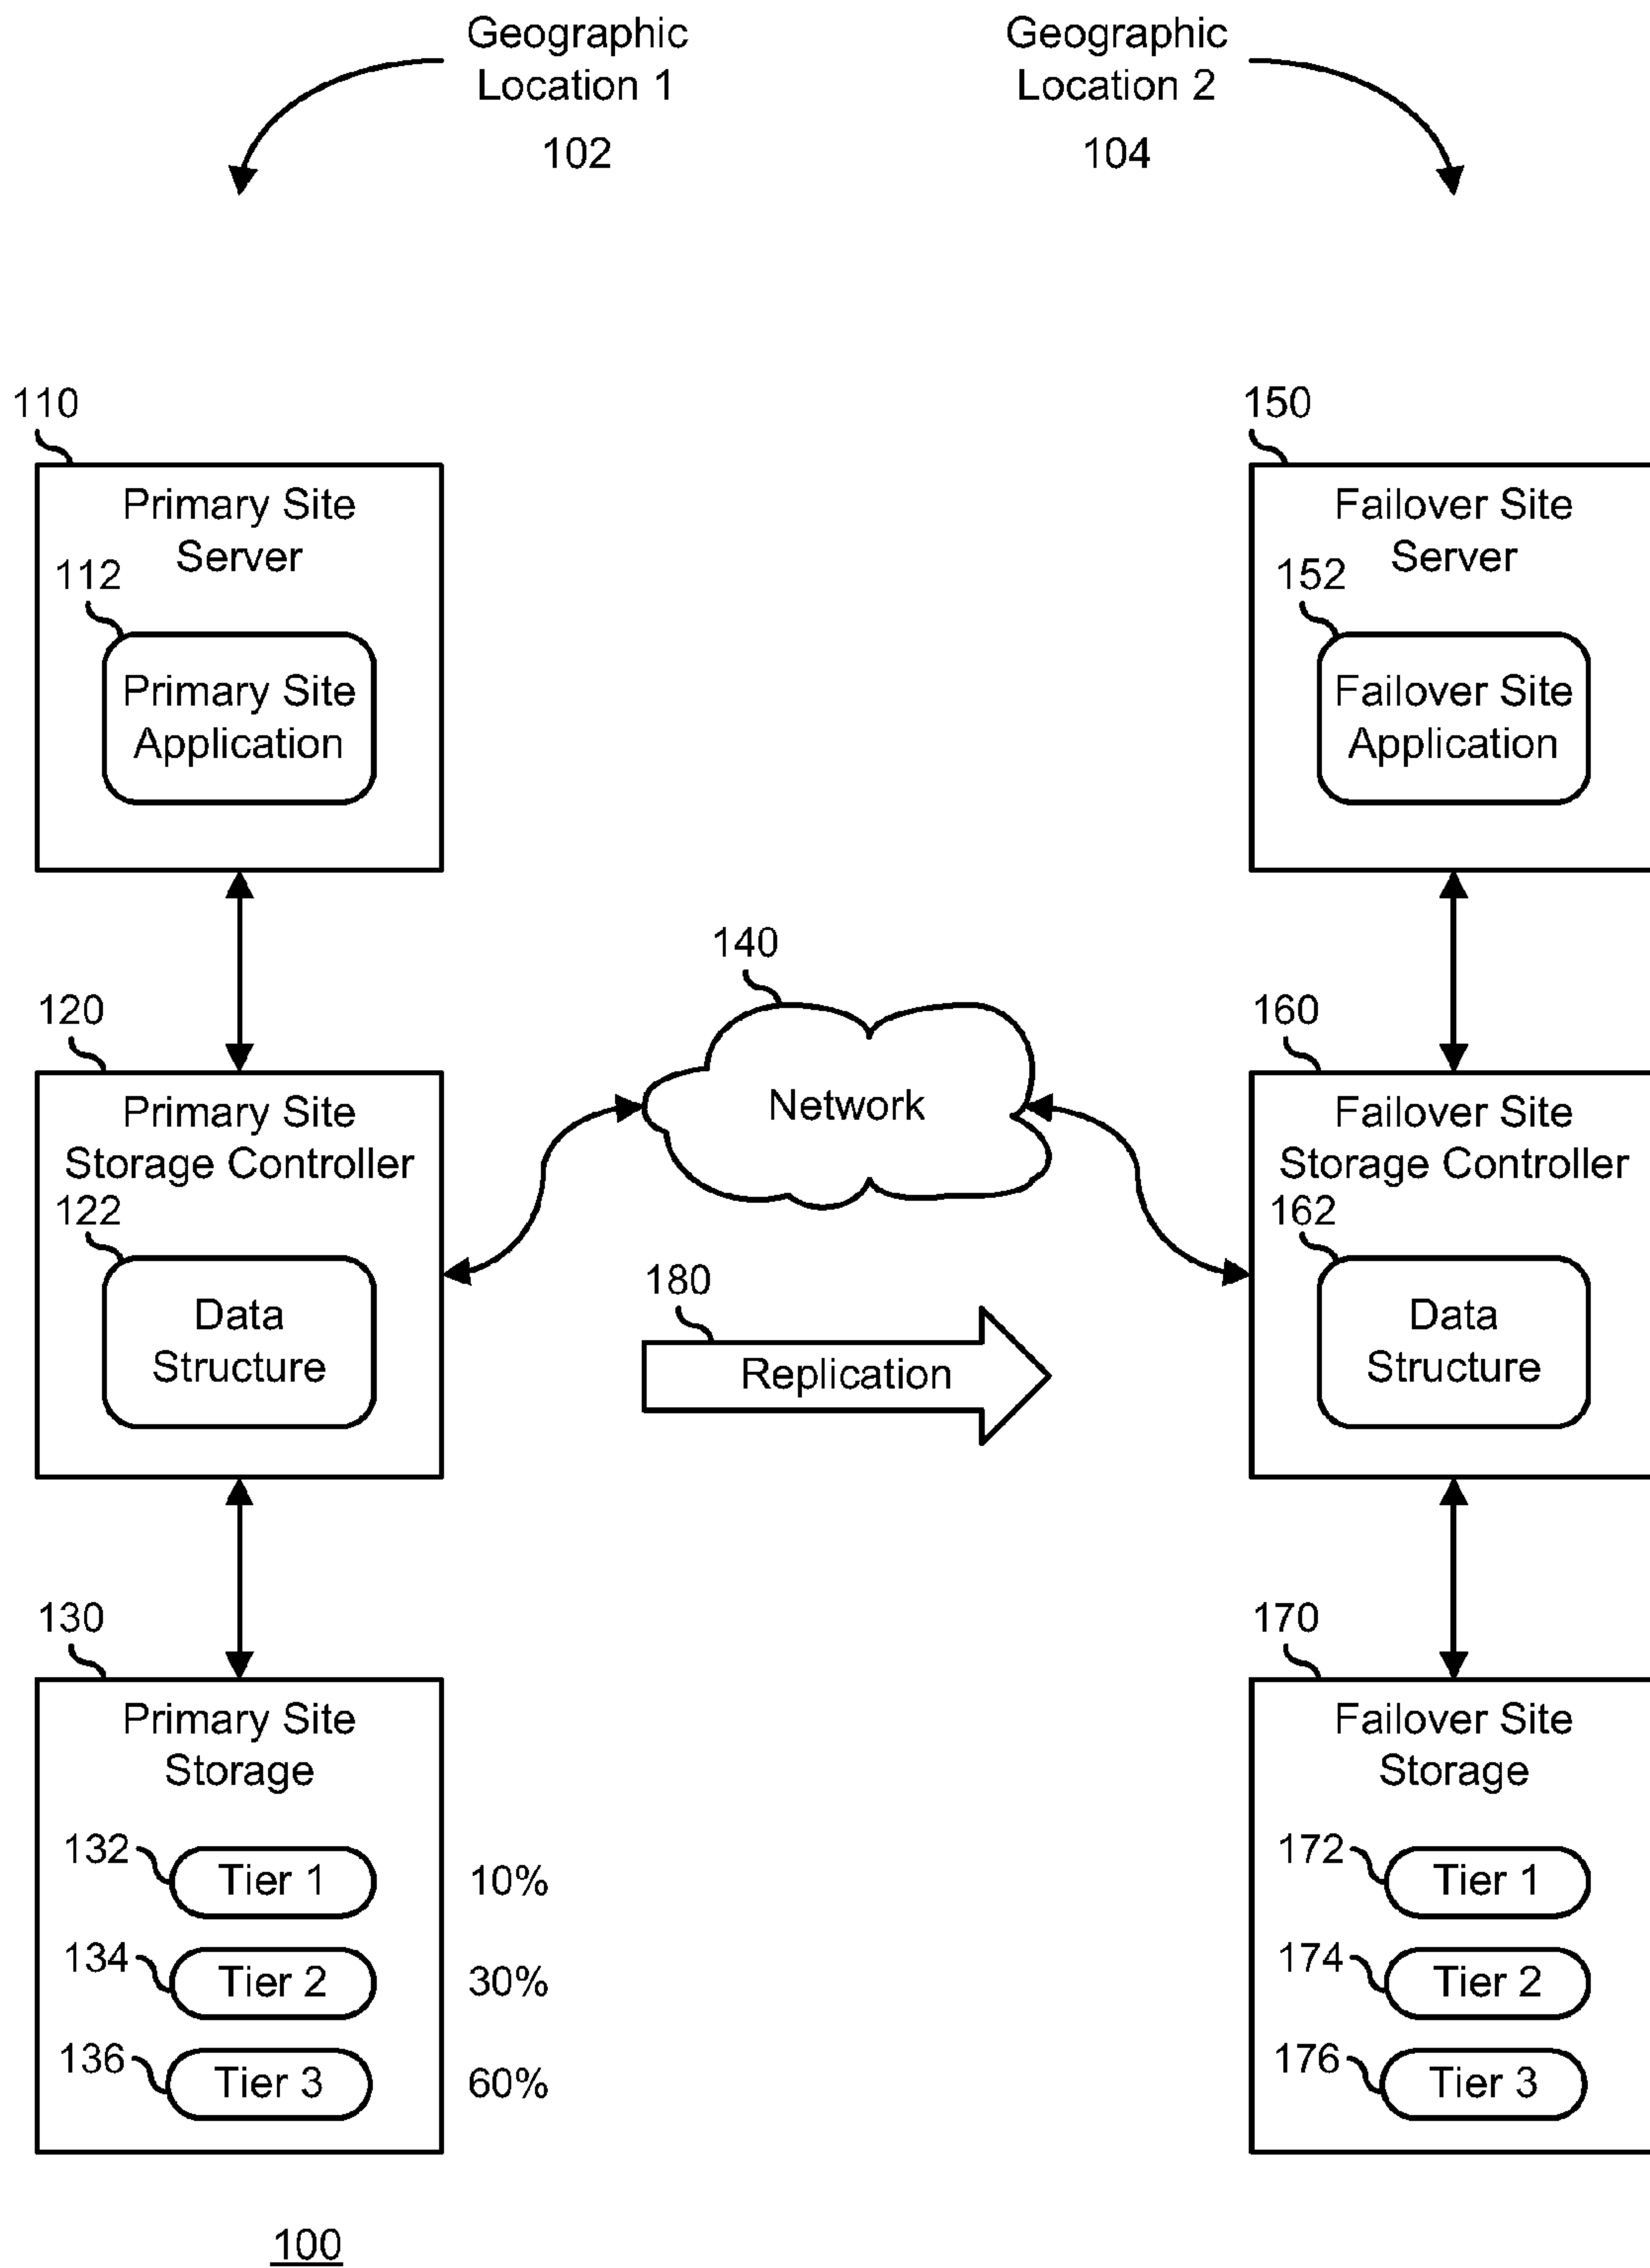 Geographic
Location 1
102
Geographic
Location 2
104
110
Primary Site
Server
112
Primary Site
Application
150
Failover Site
Server
152
Failover Site
Application
140
Network
120
Primary Site
Storage Controller
122
Data
Structure
160
Failover Site
Storage Controller
162
Data
Structure
180
Replication
130
Primary Site
Storage
132
Tier 1
10%
134
Tier 2
30%
136
Tier 3
60%
170
Failover Site
Storage
172
Tier 1
174
Tier 2
176
Tier 3
100